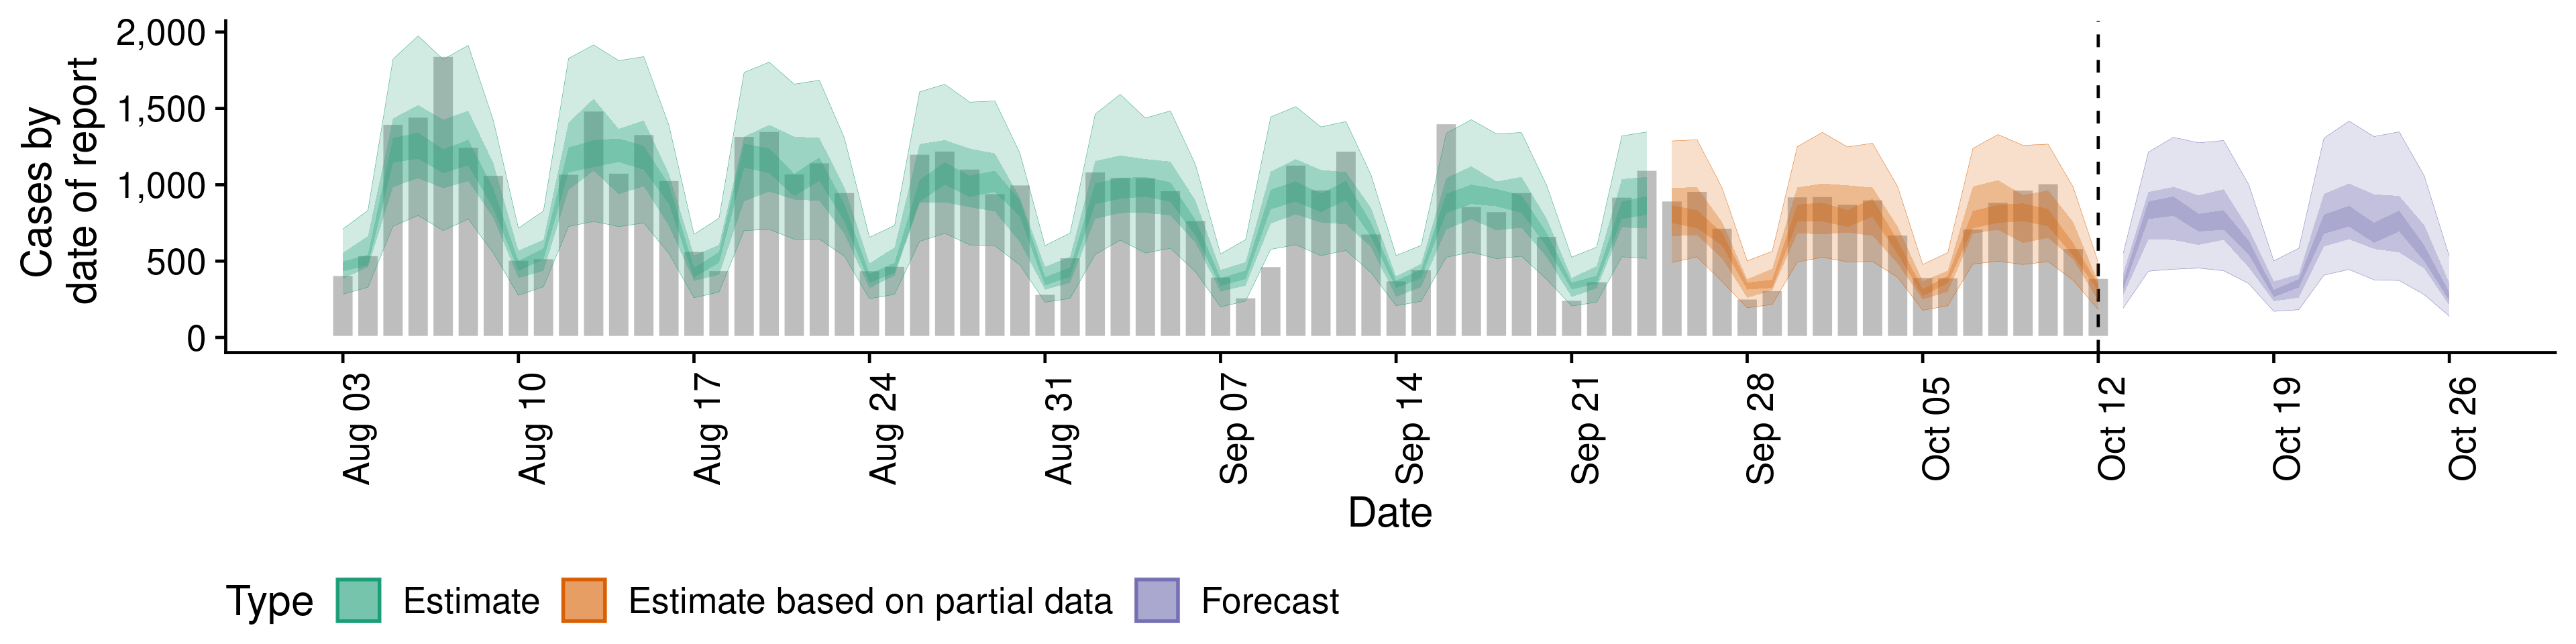 Cases by
date of report
2,000
1,500
1,000
500
0
Aug 03
Aug 10
Aug 17
Aug 24
Aug 31
Sep 07
Sep 14
Sep 21
Sep 28
Oct 05
Oct 12
Oct 19
Oct 26
Date
Type Estimate Estimate based on partial data Forecast